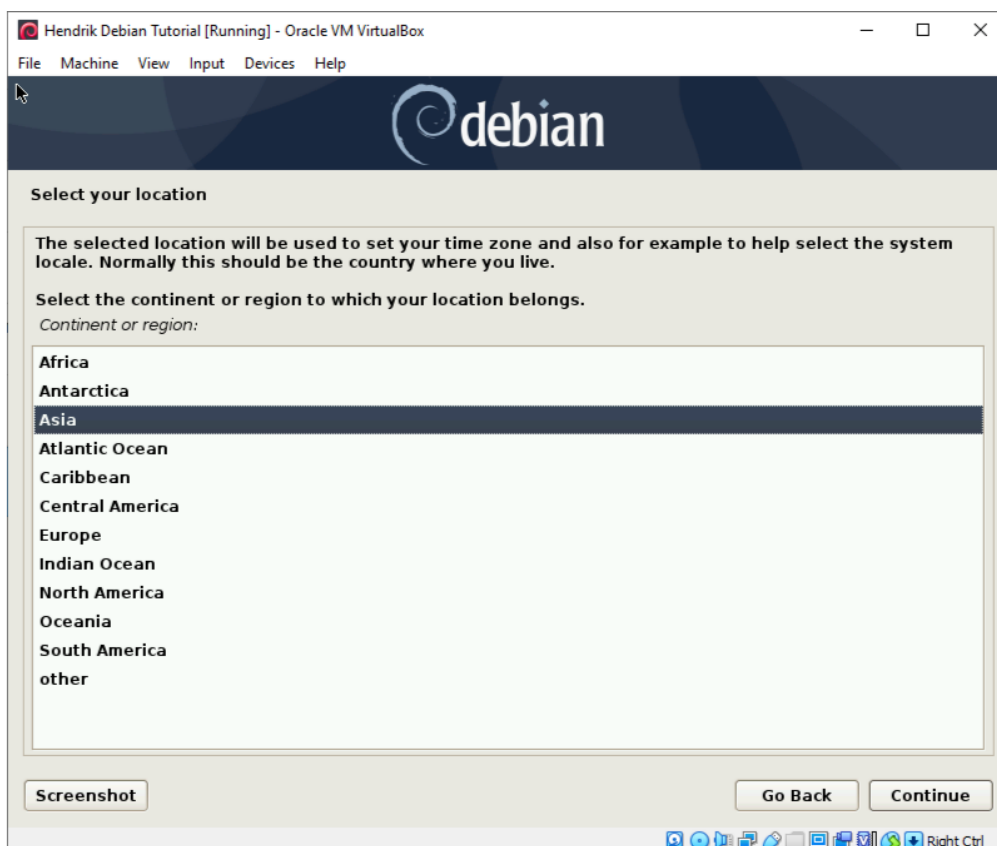 Hendrik Debian Tutorial [Running] - Oracle VM VirtualBox
File Machine View Input Devices Help
debian
Select your location
The selected location will be used to set your time zone and also for example to help select the system
locale. Normally this should be the country where you live.
Select the continent or region to which your location belongs.
Continent or region:
Africa
Antarctica
Asia
Atlantic Ocean
Caribbean
Central America
Europe
Indian Ocean
North America
Oceania
South America
other
Screenshot Go Back Continue
Right Ctrl